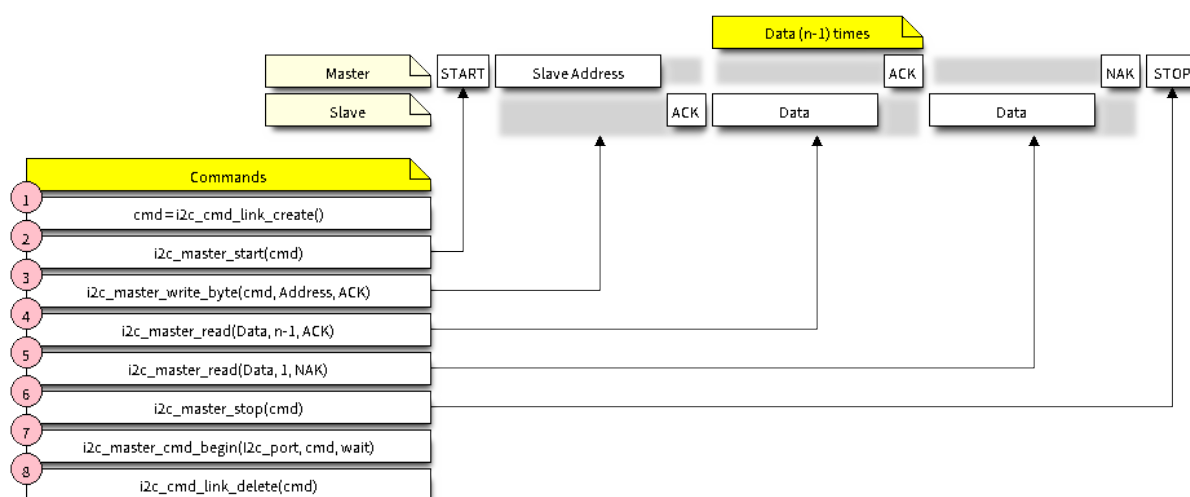 Data (n-1) times
Master
START
Slave Address
ACK
NAK
STOP
Slave
ACK
Data
Data
Commands
1
cmd = i2c_cmd_link_create()
2
i2c_master_start(cmd)
3
i2c_master_write_byte(cmd, Address, ACK)
4
i2c_master_read(Data, n-1, ACK)
5
i2c_master_read(Data, 1, NAK)
6
i2c_master_stop(cmd)
7
i2c_master_cmd_begin(I2c_port, cmd, wait)
8
i2c_cmd_link_delete(cmd)